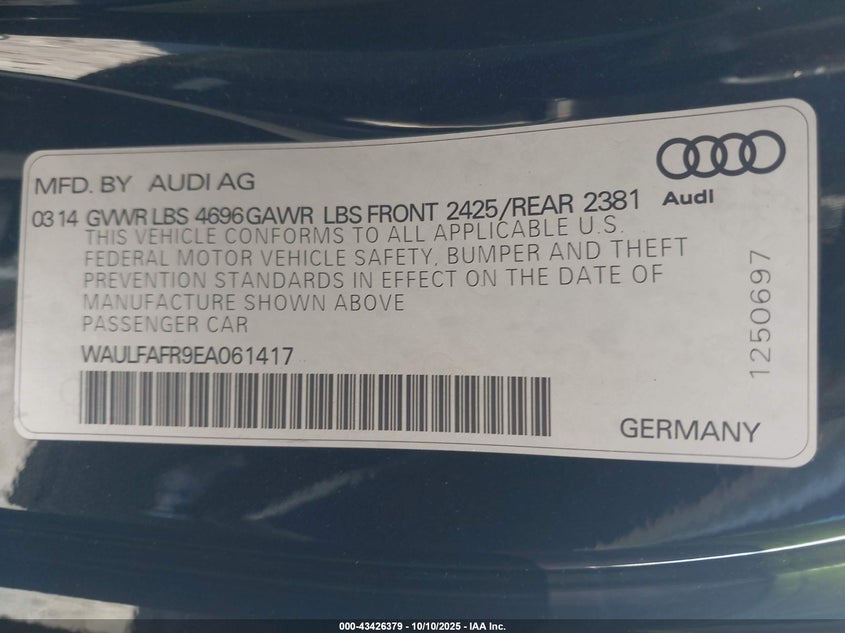 MFD. BY AUDI AG
Audi
03 14 GVWR LBS 4696 GAWR LBS FRONT 2425/REAR 2381
THIS VEHICLE CONFORMS TO ALL APPLICABLE U.S.
FEDERAL MOTOR VEHICLE SAFETY, BUMPER AND THEFT
PREVENTION STANDARDS IN EFFECT ON THE DATE OF
MANUFACTURE SHOWN ABOVE
PASSENGER CAR
WAULFAFR9EA061417
1250697
GERMANY
000-43426379 - 10/10/2025 - IAA Inc.